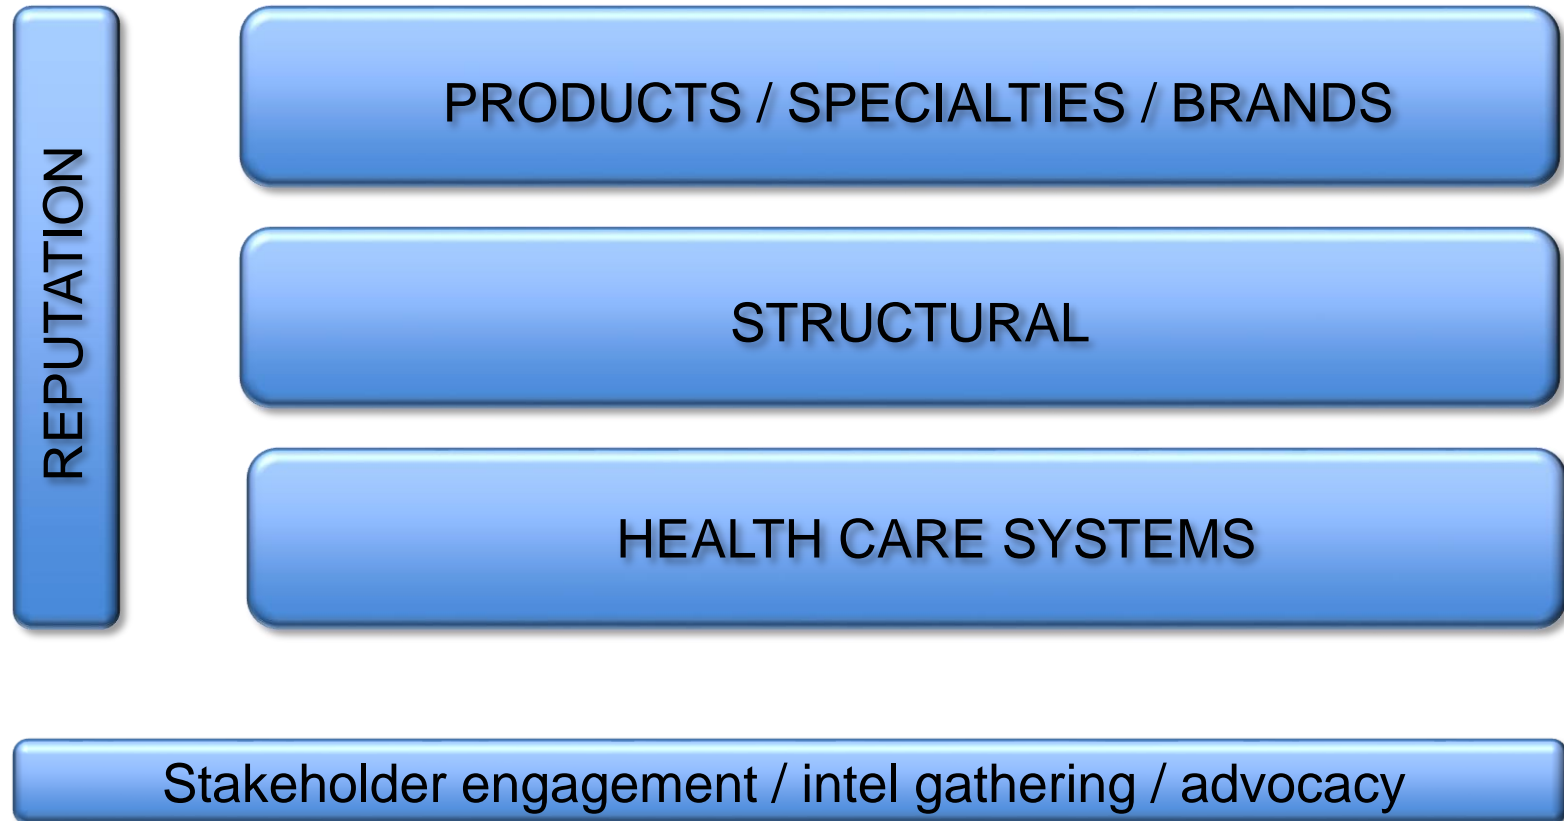 REPUTATION
PRODUCTS / SPECIALTIES / BRANDS
STRUCTURAL
HEALTH CARE SYSTEMS
Stakeholder engagement / intel gathering / advocacy